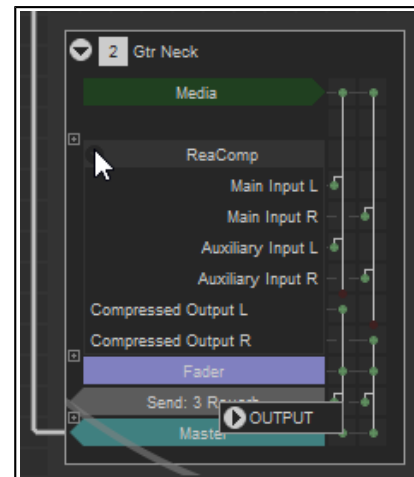 2 Gtr Neck
Media
ReaComp
Main Input L
Main Input R
Auxiliary Input L
Auxiliary Input R
Compressed Output L
Compressed Output R
Fader
Send: 3
OUTPUT
Master